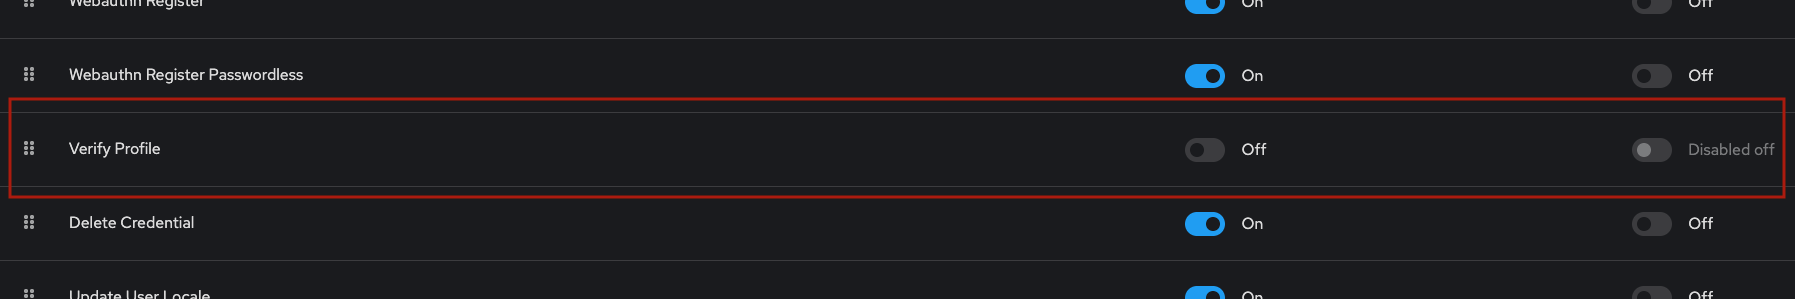 Webauthn Register On Off
Webauthn Register Passwordless On Off
Verify Profile Off Disabled off
Delete Credential On Off
Update User Locale On Off